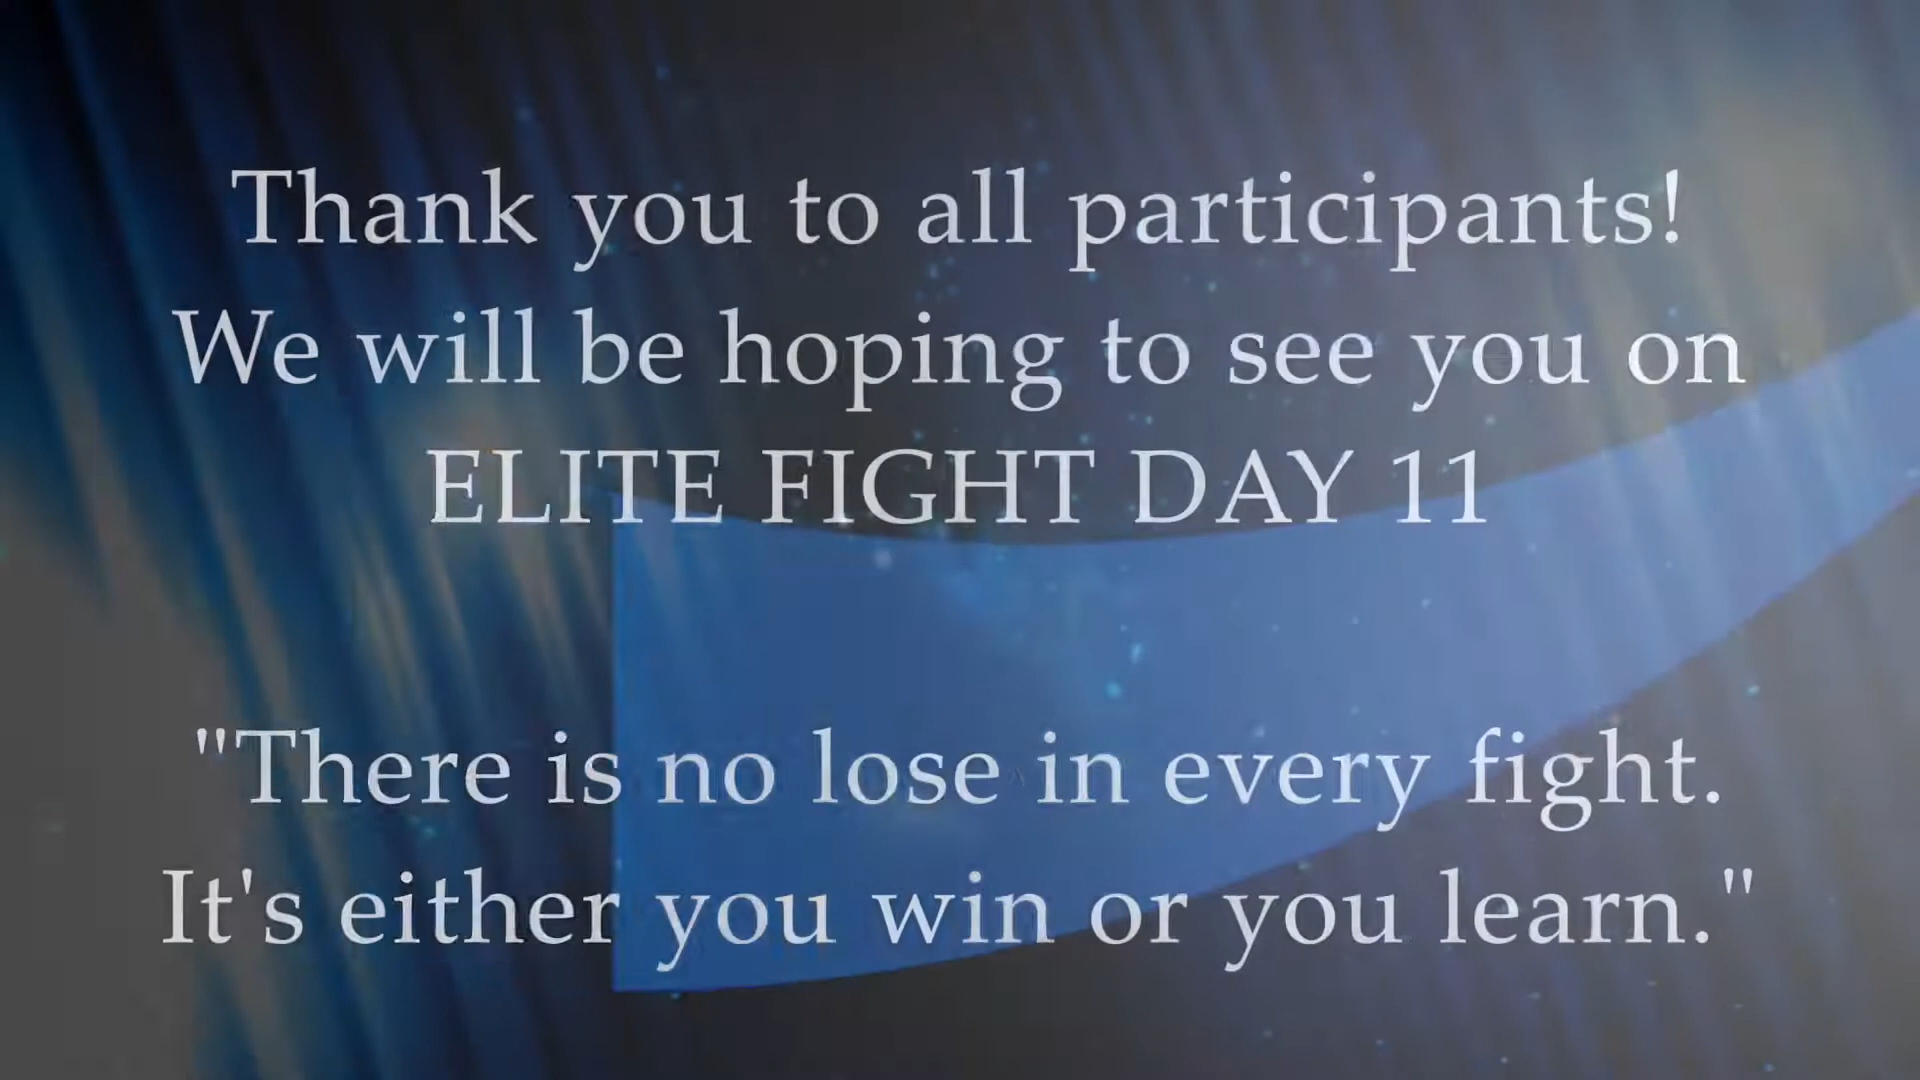 Thank you to all participants!
We will be hoping to see you on
ELITE FIGHT DAY 11
"There is no lose in every fight.
It's either you win or you learn."